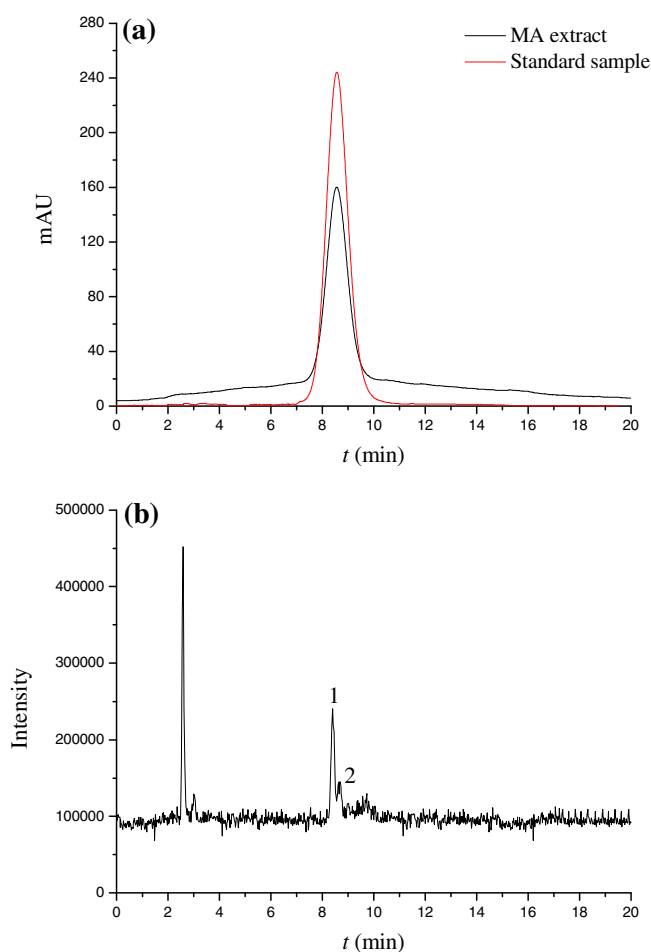 (a)
MA extract
Standard sample
280
240
200
160
120
80
40
0
mAU
0 2 4 6 8 10 12 14 16 18 20
t (min)
(b)
500000
400000
300000
200000
100000
0
Intensity
1
2
0 2 4 6 8 10 12 14 16 18 20
t (min)